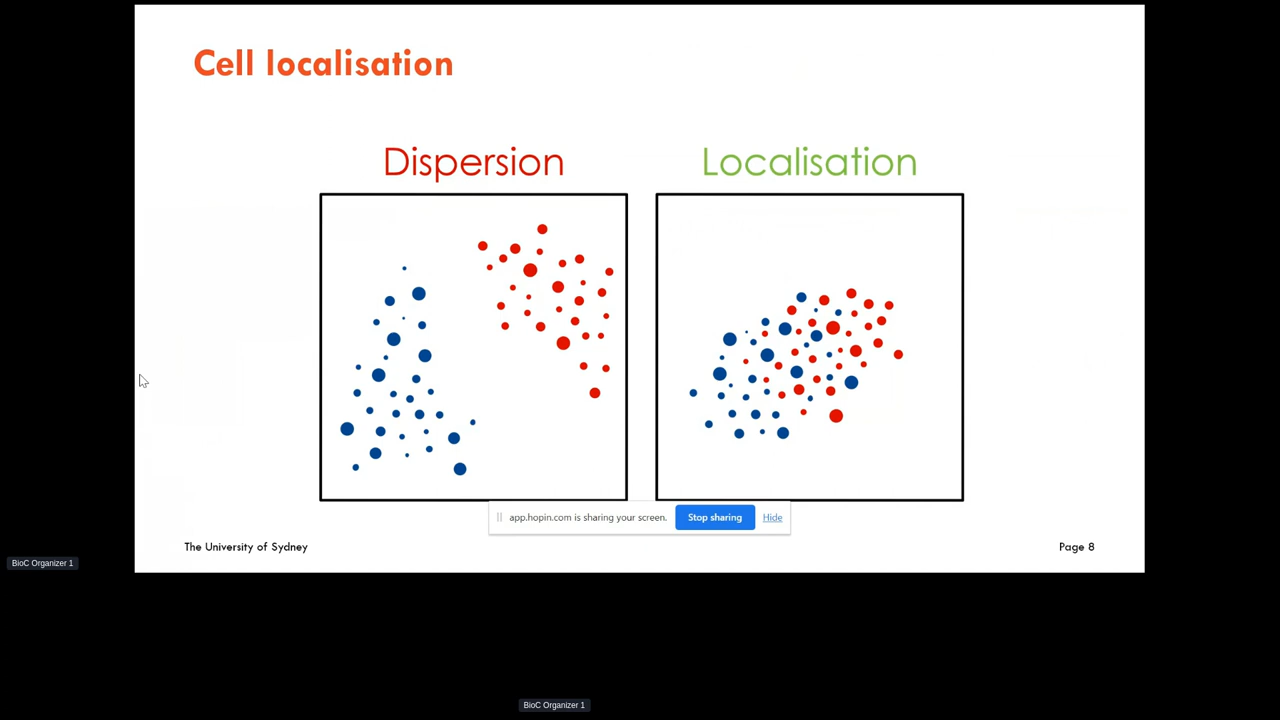 Cell localisation
Dispersion
Localisation
app.hopin.com is sharing your screen.
Stop sharing
Hide
The University of Sydney
Page 8
BioC Organizer 1
BioC Organizer 1